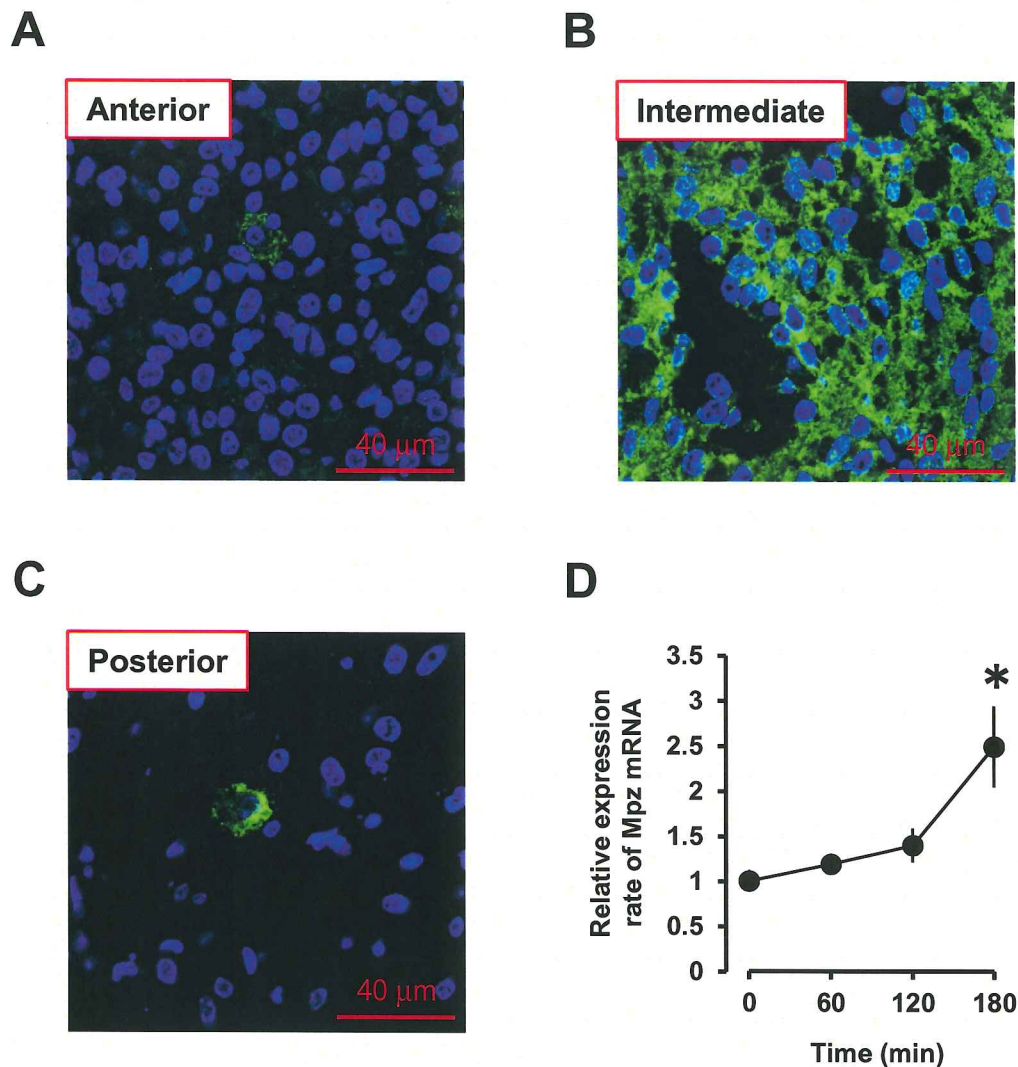 A
Anterior
40 μm
B
Intermediate
40 μm
C
Posterior
40 μm
D
Relative expression
rate of Mpz mRNA
3.5
3
2.5
2
1.5
1
0.5
0
*
0 60 120 180
Time (min)